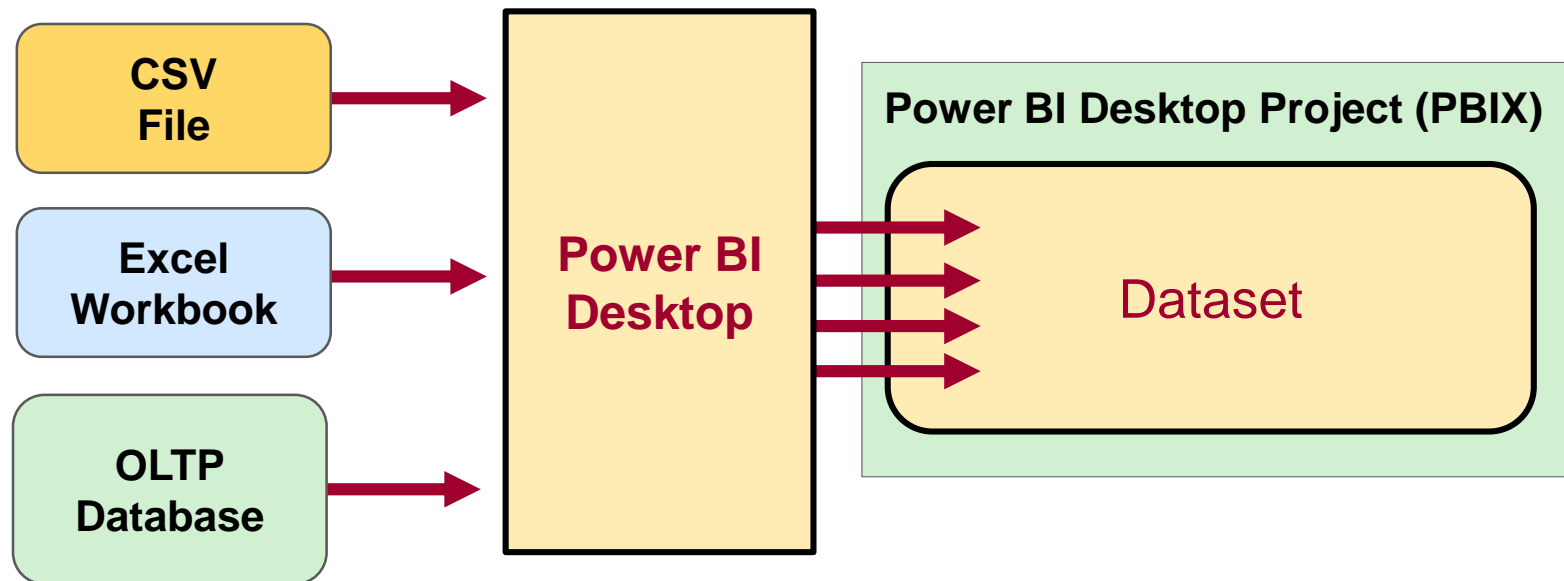 CSV
File
Excel
Workbook
OLTP
Database
Power BI
Desktop
Power BI Desktop Project (PBIX)
Dataset